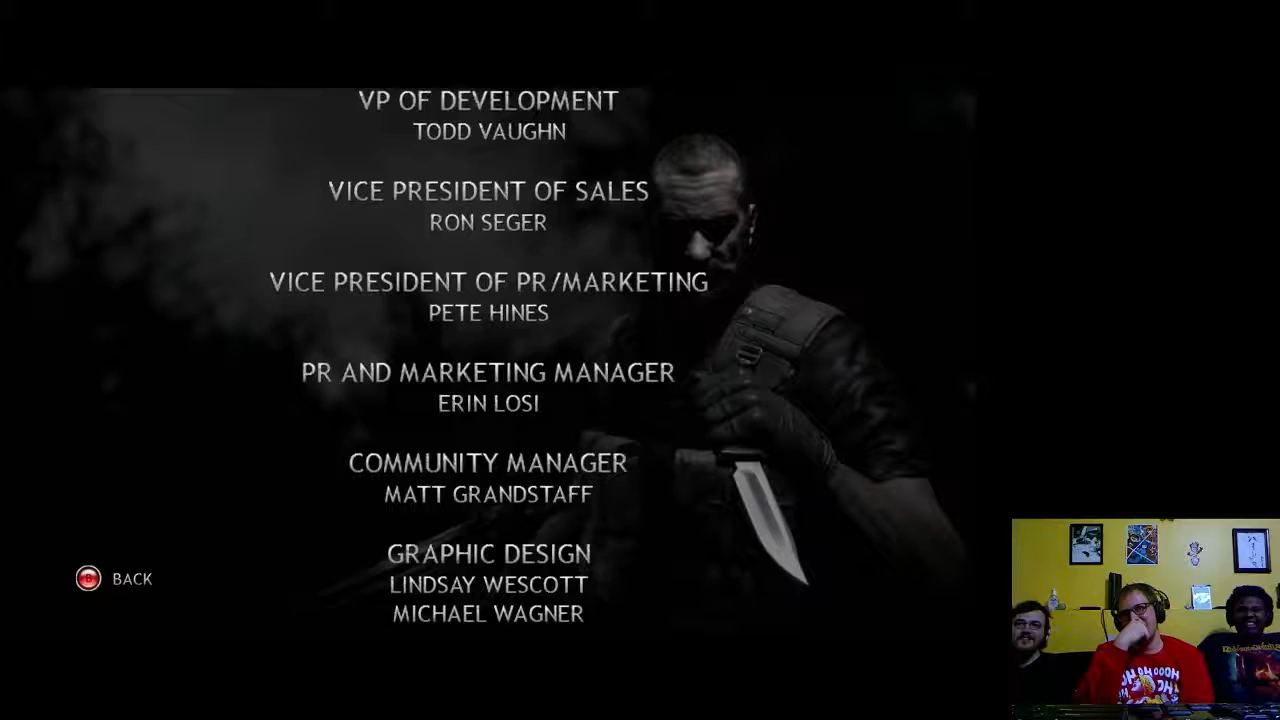 VP OF DEVELOPMENT
TODD VAUGHN
VICE PRESIDENT OF SALES
RON SEGER
VICE PRESIDENT OF PR/MARKETING
PETE HINES
PR AND MARKETING MANAGER
ERIN LOSI
COMMUNITY MANAGER
MATT GRANDSTAFF
GRAPHIC DESIGN
LINDSAY WESCOTT
MICHAEL WAGNER
B BACK